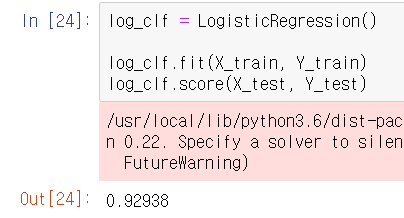 In [24]: log_clf = LogisticRegression()
log_clf.fit(X_train, Y_train)
log_clf.score(X_test, Y_test)
/usr/local/lib/python3.6/dist-pac
n 0.22. Specify a solver to silen
FutureWarning)
Out[24]: 0.92938